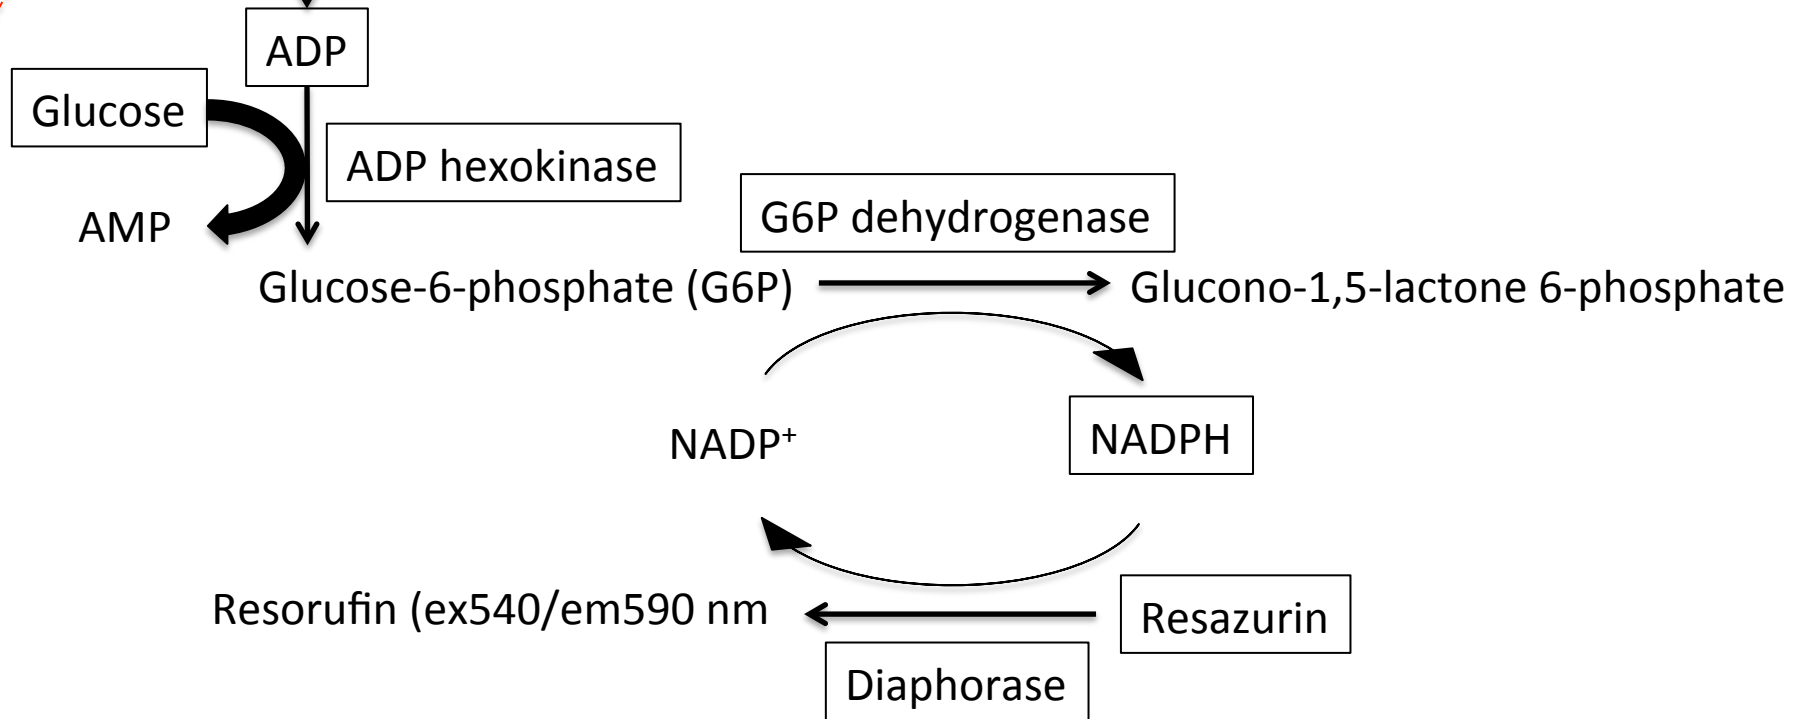 ADP
Glucose
ADP hexokinase
AMP
G6P dehydrogenase
Glucose-6-phosphate (G6P)
Glucono-1,5-lactone 6-phosphate
NADP⁺
NADPH
Resorufin (ex540/em590 nm
Resazurin
Diaphorase